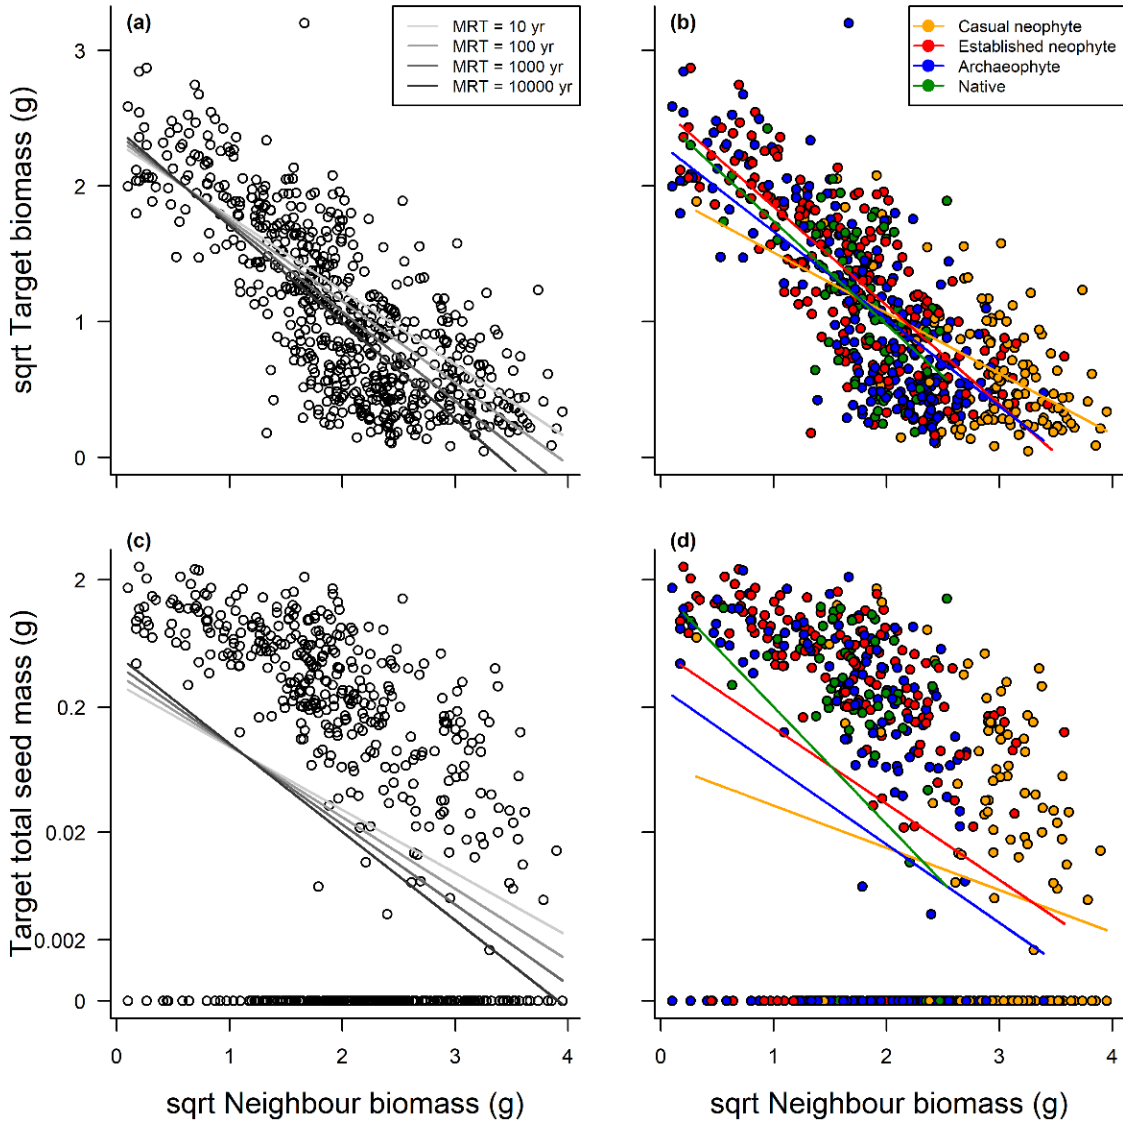 (a)
MRT = 10 yr
MRT = 100 yr
MRT = 1000 yr
MRT = 10000 yr
sqrt Target biomass (g)
3
2
1
0
(b)
Casual neophyte
Established neophyte
Archaeophyte
Native
(c)
Target total seed mass (g)
2
0.2
0.02
0.002
0
0 1 2 3 4
sqrt Neighbour biomass (g)
(d)
0 1 2 3 4
sqrt Neighbour biomass (g)